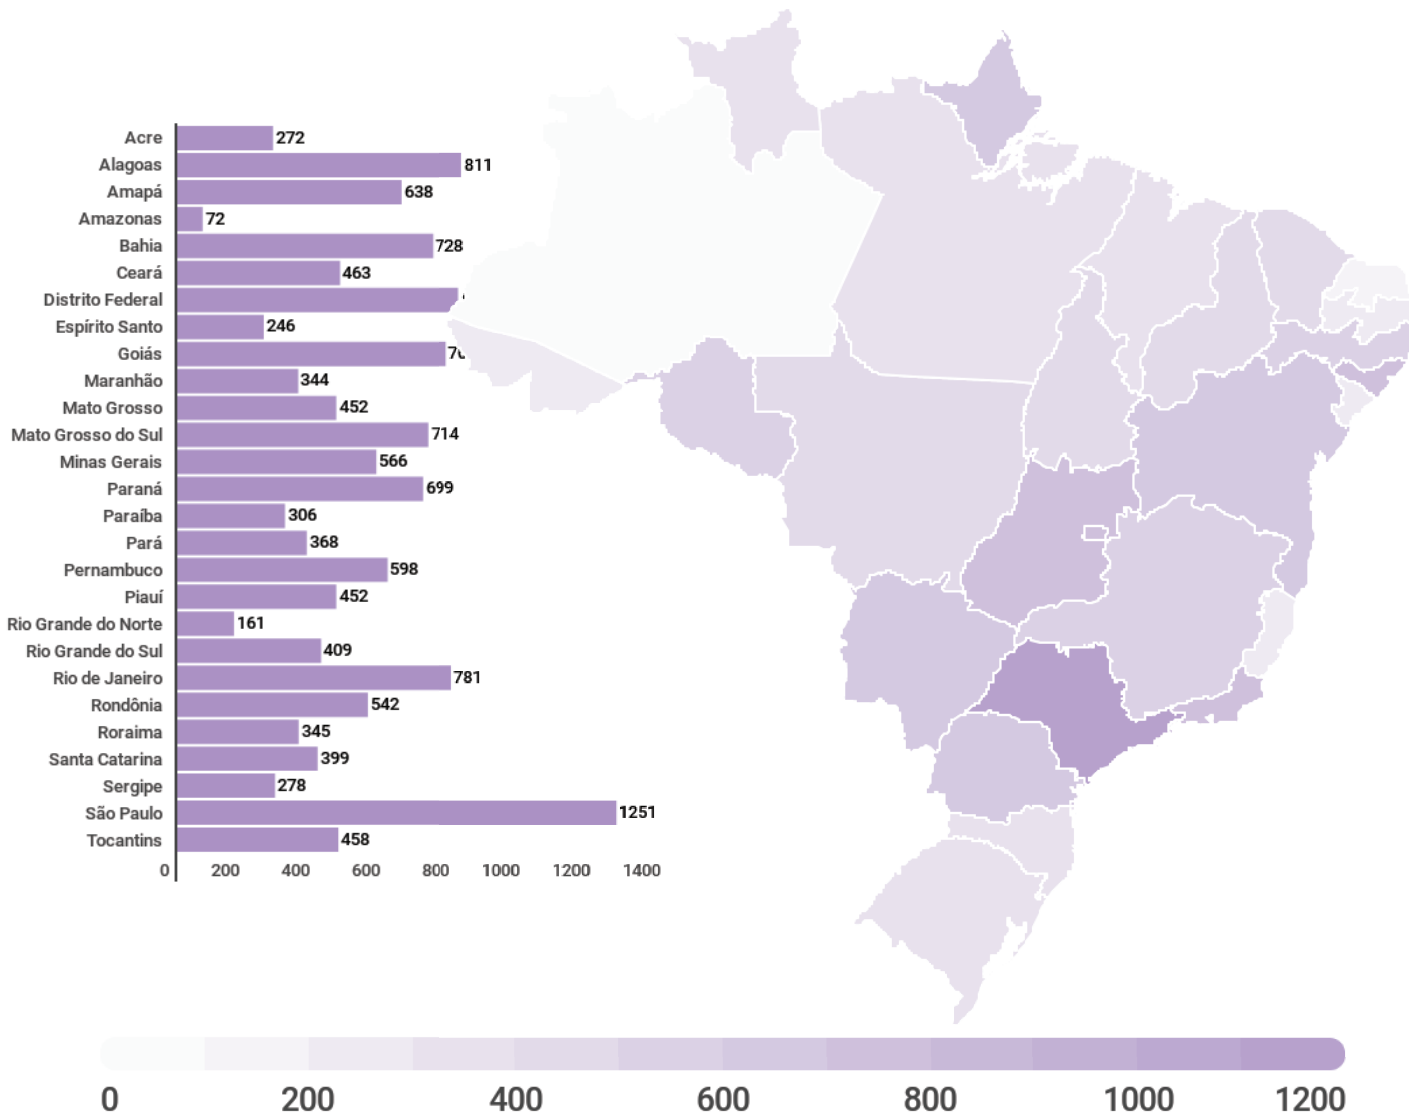 Acre 272
Alagoas 811
Amapá 638
Amazonas 72
Bahia 728
Ceará 463
Distrito Federal
Espírito Santo 246
Goiás
Maranhão 344
Mato Grosso 452
Mato Grosso do Sul 714
Minas Gerais 566
Paraná 699
Paraíba 306
Pará 368
Pernambuco 598
Piauí 452
Rio Grande do Norte 161
Rio Grande do Sul 409
Rio de Janeiro 781
Rondônia 542
Roraima 345
Santa Catarina 399
Sergipe 278
São Paulo 1251
Tocantins 458
0 200 400 600 800 1000 1200 1400
0 200 400 600 800 1000 1200